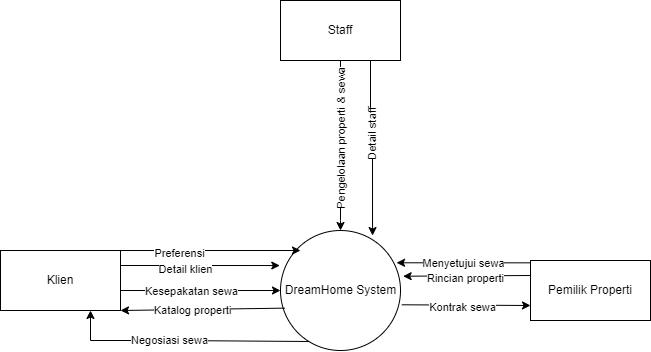 Staff
Pengelolaan properti & sewa
Detail staff
Preferensi
Detail klien
Klien
Kesepakatan sewa
Katalog properti
Negosiasi sewa
DreamHome System
Menyetujui sewa
Rincian properti
Kontrak sewa
Pemilik Properti